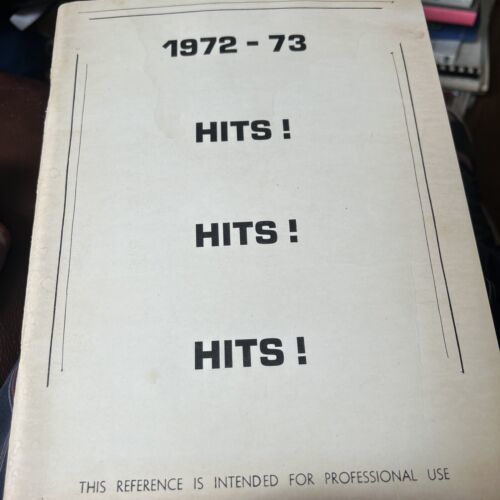 1972 - 73
HITS !
HITS !
HITS !
THIS REFERENCE IS INTENDED FOR PROFESSIONAL USE